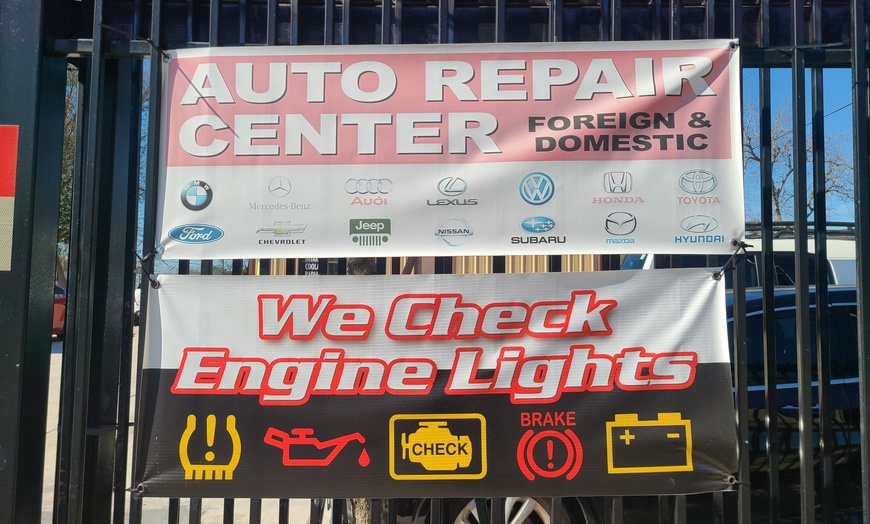 AUTO REPAIR
CENTER FOREIGN &
DOMESTIC
Mercedes-Benz Audi LEXUS HONDA TOYOTA
Ford CHEVROLET Jeep NISSAN SUBARU mazda HYUNDAI
We Check
Engine Lights
BRAKE
CHECK